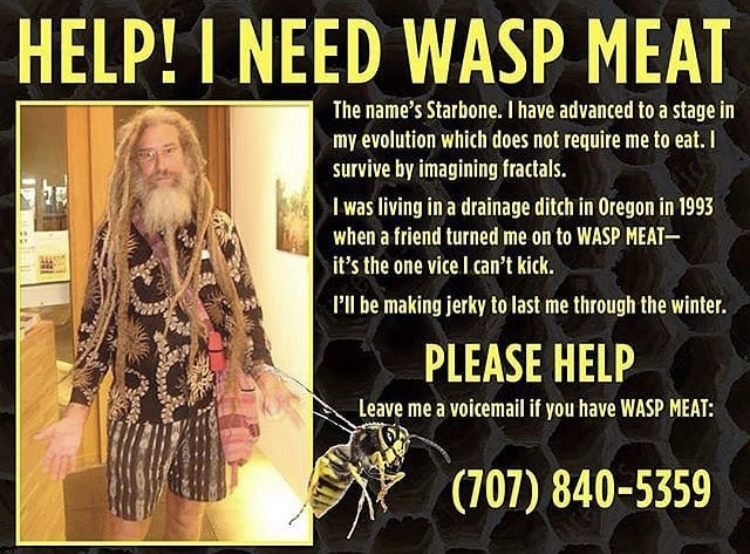 HELP! I NEED WASP MEAT
The name's Starbone. I have advanced to a stage in
my evolution which does not require me to eat. I
survive by imagining fractals.
I was living in a drainage ditch in Oregon in 1993
when a friend turned me on to WASP MEAT—
it's the one vice I can't kick.
I'll be making jerky to last me through the winter.
PLEASE HELP
Leave me a voicemail if you have WASP MEAT:
(707) 840-5359